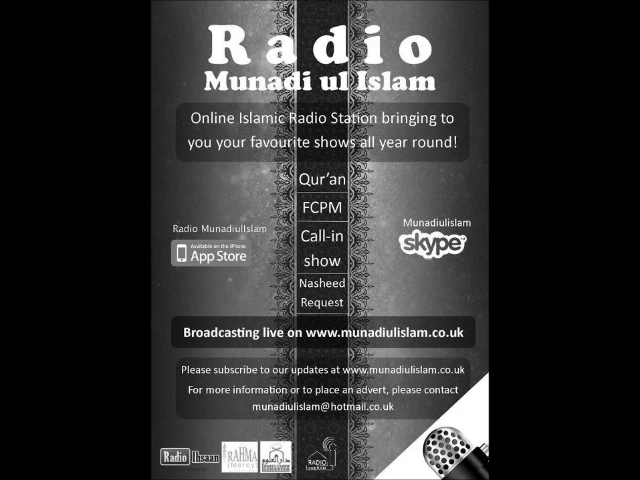 Radio
Munadi ul Islam
Online Islamic Radio Station bringing to
you your favourite shows all year round!
Qur'an
FCPM
Call-in
show
Nasheed
Request
Radio MunadiulIslam
Available on the iPhone
App Store
Munadiulislam
skype
Broadcasting live on www.munadiulislam.co.uk
Please subscribe to our updates at www.munadiulislam.co.uk
For more information or to place an advert, please contact
munadiulislam@hotmail.co.uk
Radio Ihsaan
RAHMA
(Mercy)
RADIO